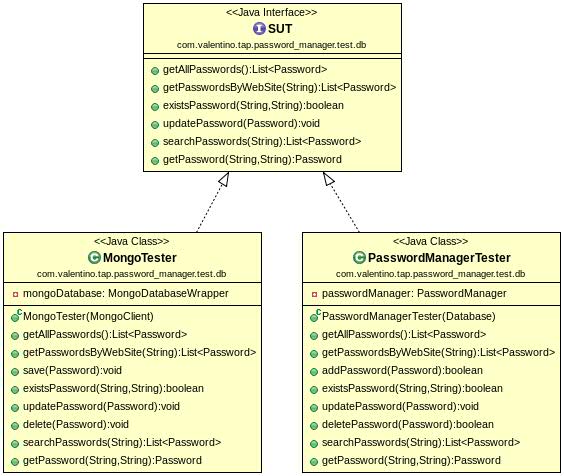 <<Java Interface>>
I SUT
com.valentino.tap.password_manager.test.db
getAllPasswords():List<Password>
getPasswordsByWebSite(String):List<Password>
existsPassword(String,String):boolean
updatePassword(Password):void
searchPasswords(String):List<Password>
getPassword(String,String):Password
<<Java Class>>
C MongoTester
com.valentino.tap.password_manager.test.db
mongoDatabase: MongoDatabaseWrapper
c MongoTester(MongoClient)
getAllPasswords():List<Password>
getPasswordsByWebSite(String):List<Password>
save(Password):void
existsPassword(String,String):boolean
updatePassword(Password):void
delete(Password):void
searchPasswords(String):List<Password>
getPassword(String,String):Password
<<Java Class>>
C PasswordManagerTester
com.valentino.tap.password_manager.test.db
passwordManager: PasswordManager
c PasswordManagerTester(Database)
getAllPasswords():List<Password>
getPasswordsByWebSite(String):List<Password>
addPassword(Password):boolean
existsPassword(String,String):boolean
updatePassword(Password):void
deletePassword(Password):boolean
searchPasswords(String):List<Password>
getPassword(String,String):Password